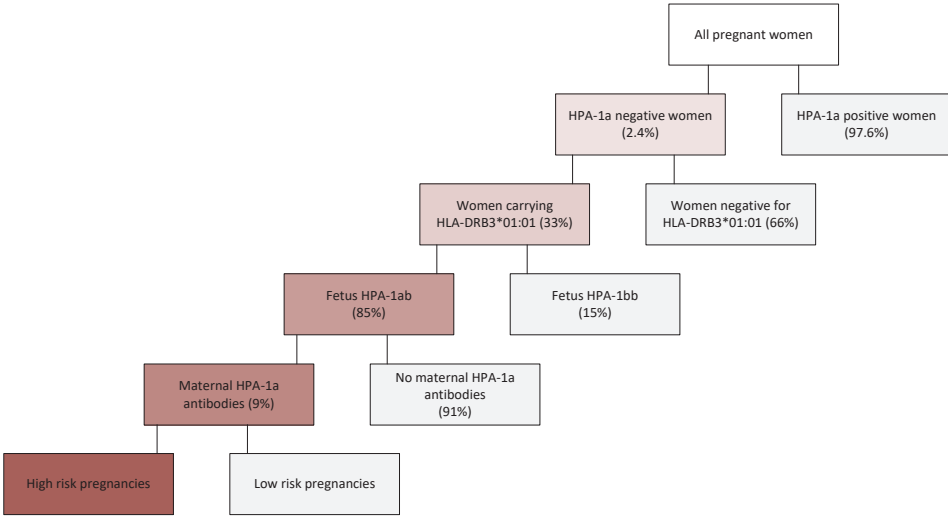 All pregnant women
HPA-1a negative women
(2.4%)
HPA-1a positive women
(97.6%)
Women carrying
HLA-DRB3*01:01 (33%)
Women negative for
HLA-DRB3*01:01 (66%)
Fetus HPA-1ab
(85%)
Fetus HPA-1bb
(15%)
Maternal HPA-1a
antibodies (9%)
No maternal HPA-1a
antibodies
(91%)
High risk pregnancies
Low risk pregnancies